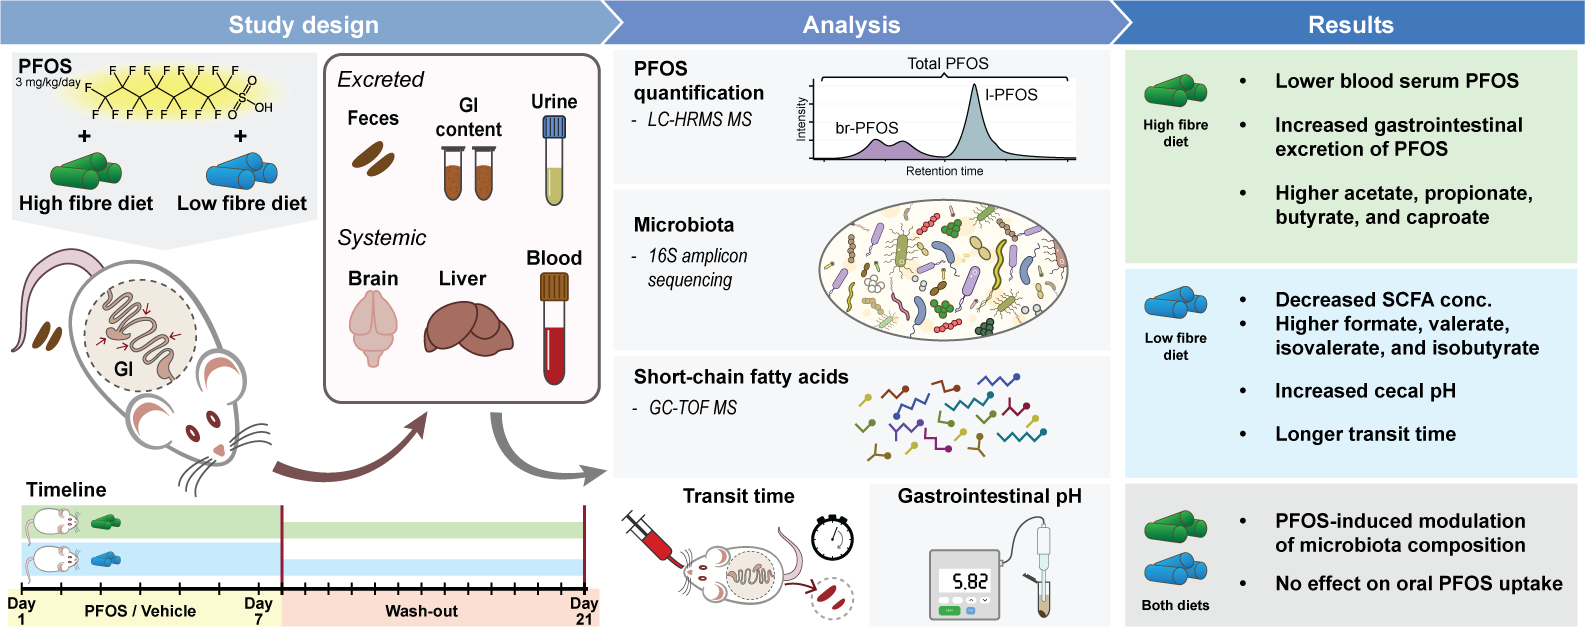 Study design
Analysis
Results
PFOS
3 mg/kg/day
F F F F F F F F
F
F F F F F F F F
O
S
OH
O
+
+
High fibre diet
Low fibre diet
GI
Excreted
Feces
GI
content
Urine
Systemic
Brain
Liver
Blood
Timeline
Day
1
PFOS / Vehicle
Day
7
Wash-out
Day
21
PFOS
quantification
- LC-HRMS MS
Total PFOS
l-PFOS
br-PFOS
Intensity
Retention time
Microbiota
- 16S amplicon
sequencing
Short-chain fatty acids
- GC-TOF MS
Transit time
Gastrointestinal pH
5.82
High fibre
diet
• Lower blood serum PFOS
• Increased gastrointestinal
excretion of PFOS
• Higher acetate, propionate,
butyrate, and caproate
Low fibre
diet
• Decreased SCFA conc.
• Higher formate, valerate,
isovalerate, and isobutyrate
• Increased cecal pH
• Longer transit time
Both diets
• PFOS-induced modulation
of microbiota composition
• No effect on oral PFOS uptake